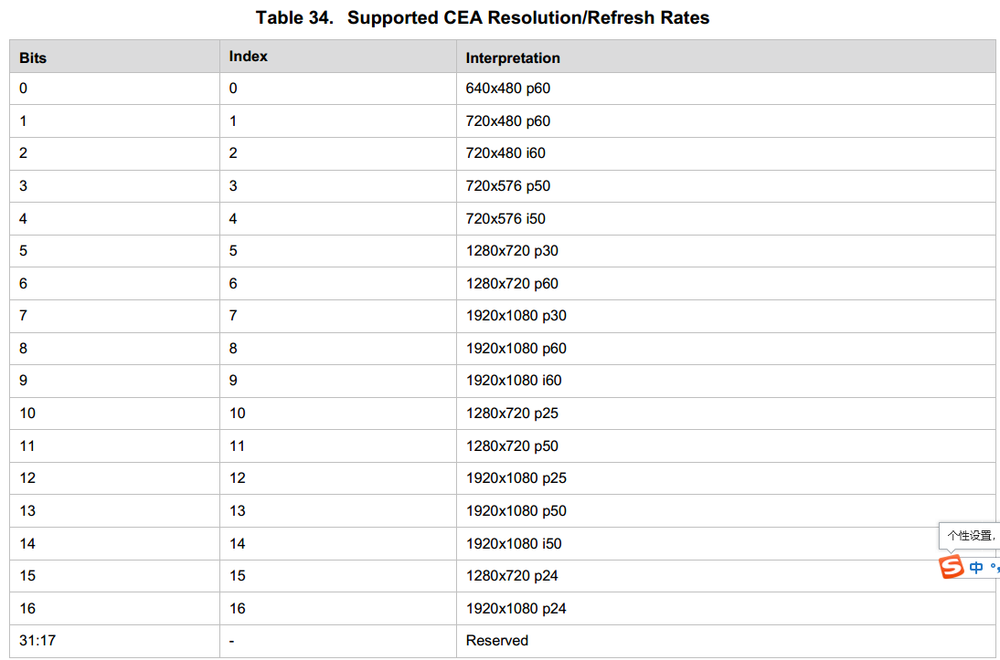 Table 34. Supported CEA Resolution/Refresh Rates
Bits Index Interpretation
0 0 640x480 p60
1 1 720x480 p60
2 2 720x480 i60
3 3 720x576 p50
4 4 720x576 i50
5 5 1280x720 p30
6 6 1280x720 p60
7 7 1920x1080 p30
8 8 1920x1080 p60
9 9 1920x1080 i60
10 10 1280x720 p25
11 11 1280x720 p50
12 12 1920x1080 p25
13 13 1920x1080 p50
14 14 1920x1080 i50
个性设置,
15 15 1280x720 p24
S 中 °,
16 16 1920x1080 p24
31:17 - Reserved